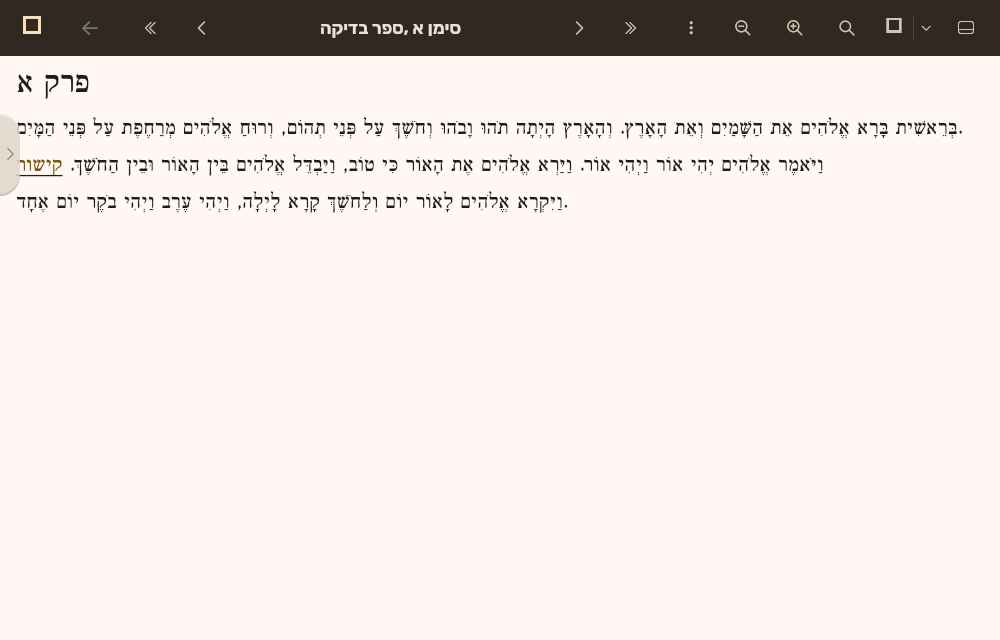 ספר בדיקה, סימן א
פרק א
בְּרֵאשִׁית בָּרָא אֱלֹהִים אֵת הַשָּׁמַיִם וְאֵת הָאָרֶץ. וְהָאָרֶץ הָיְתָה תֹהוּ וָבֹהוּ וְחֹשֶׁךְ עַל פְּנֵי תְהוֹם, וְרוּחַ אֱלֹהִים מְרַחֶפֶת עַל פְּנֵי הַמָּיִם.
וַיֹּאמֶר אֱלֹהִים יְהִי אוֹר וַיְהִי אוֹר. וַיַּרְא אֱלֹהִים אֶת הָאוֹר כִּי טוֹב, וַיַּבְדֵּל אֱלֹהִים בֵּין הָאוֹר וּבֵין הַחֹשֶׁךְ. קישור
וַיִּקְרָא אֱלֹהִים לָאוֹר יוֹם וְלַחֹשֶׁךְ קָרָא לָיְלָה, וַיְהִי עֶרֶב וַיְהִי בֹקֶר יוֹם אֶחָד.